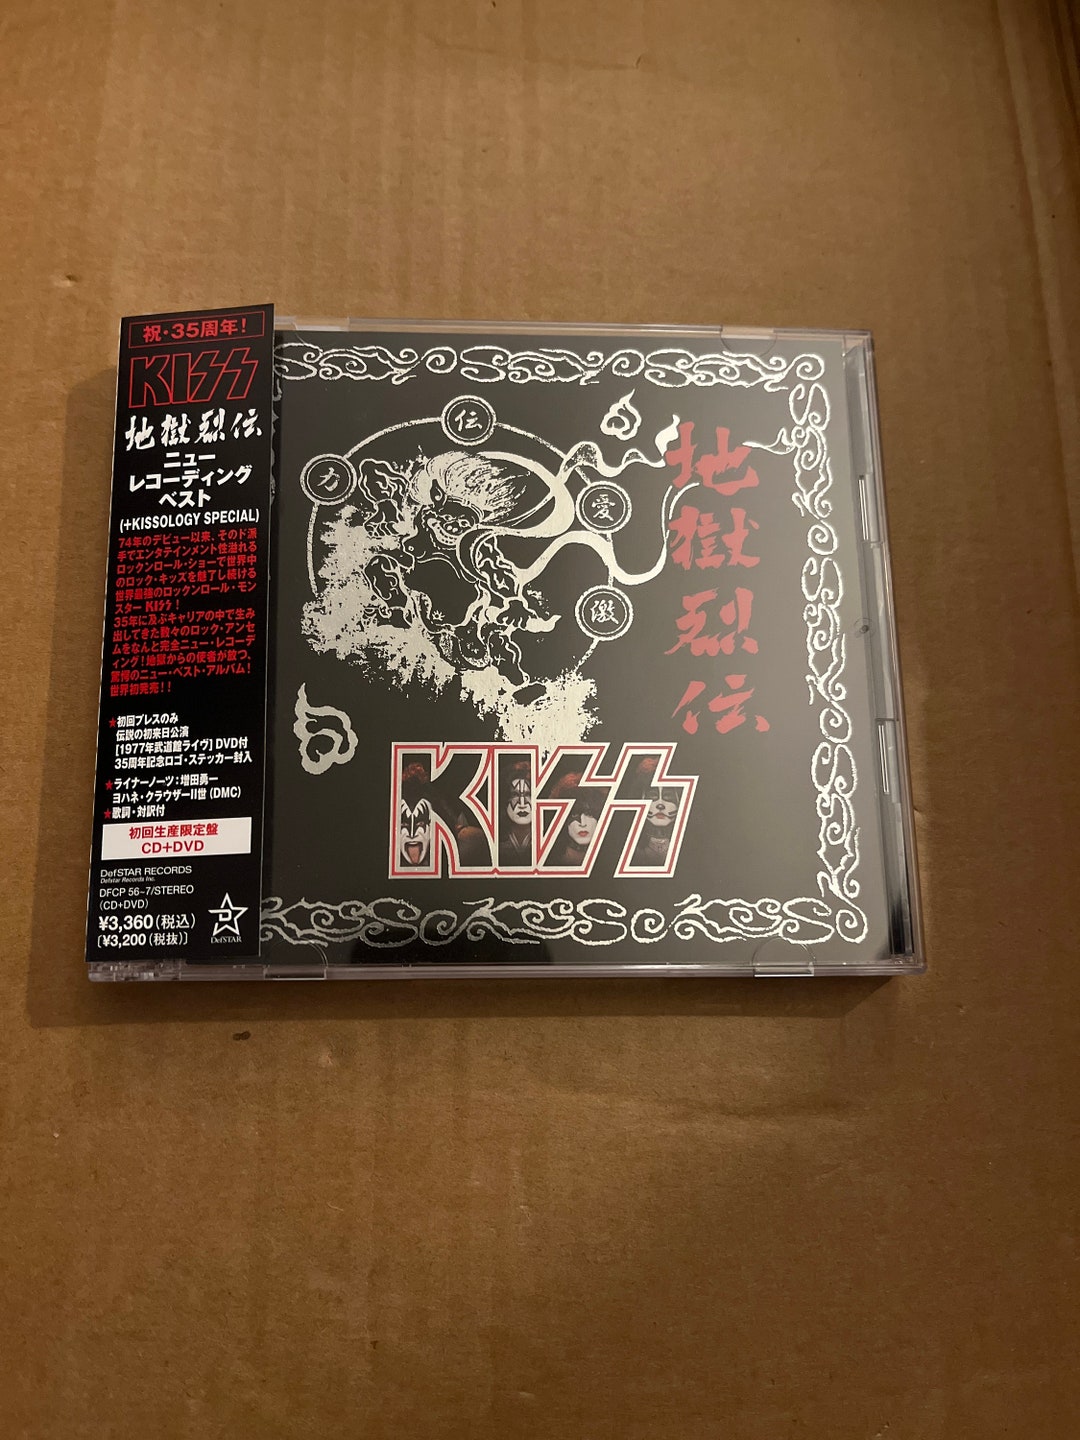 祝・35周年！
KISS
地獄烈伝
ニュー
レコーディング
ベスト
(+KISSOLOGY SPECIAL)
74年のデビュー以来、そのド派
手でエンタテインメント性溢れる
ロックンロール・ショーで世界中
のロック・キッズを魅了し続ける
世界最強のロックンロール・モン
スター KISS！
35年に及ぶキャリアの中で生み
出してきた数々のロック・アンセ
ムをなんと完全ニュー・レコーデ
ィング！地獄からの使者が放つ、
驚愕のニュー・ベスト・アルバム！
世界初発売！！
★初回プレスのみ
伝説の初来日公演
[1977年武道館ライヴ] DVD付
35周年記念ロゴ・ステッカー封入
★ライナーノーツ：増田勇一
ヨハネ・クラウザーII世 (DMC)
★歌詞・対訳付
初回生産限定盤
CD+DVD
DefSTAR RECORDS
Defstar Records Inc.
DFCP 56~7/STEREO
(CD+DVD)
¥3,360(税込)
[¥3,200(税抜)]
DefSTAR
伝
力
愛
激
地獄烈伝
KISS